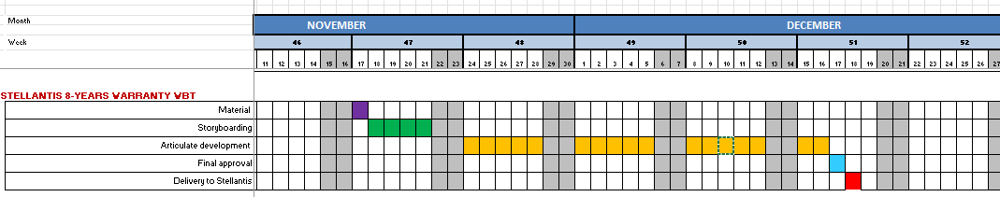 Month NOVEMBER DECEMBER
Week 46 47 48 49 50 51 52
11 12 13 14 15 16 17 18 19 20 21 22 23 24 25 26 27 28 29 30 1 2 3 4 5 6 7 8 9 10 11 12 13 14 15 16 17 18 19 20 21 22 23 24 25 26 27
STELLANTIS 8-YEARS WARRANTY WBT
Material
Storyboarding
Articulate development
Final approval
Delivery to Stellantis